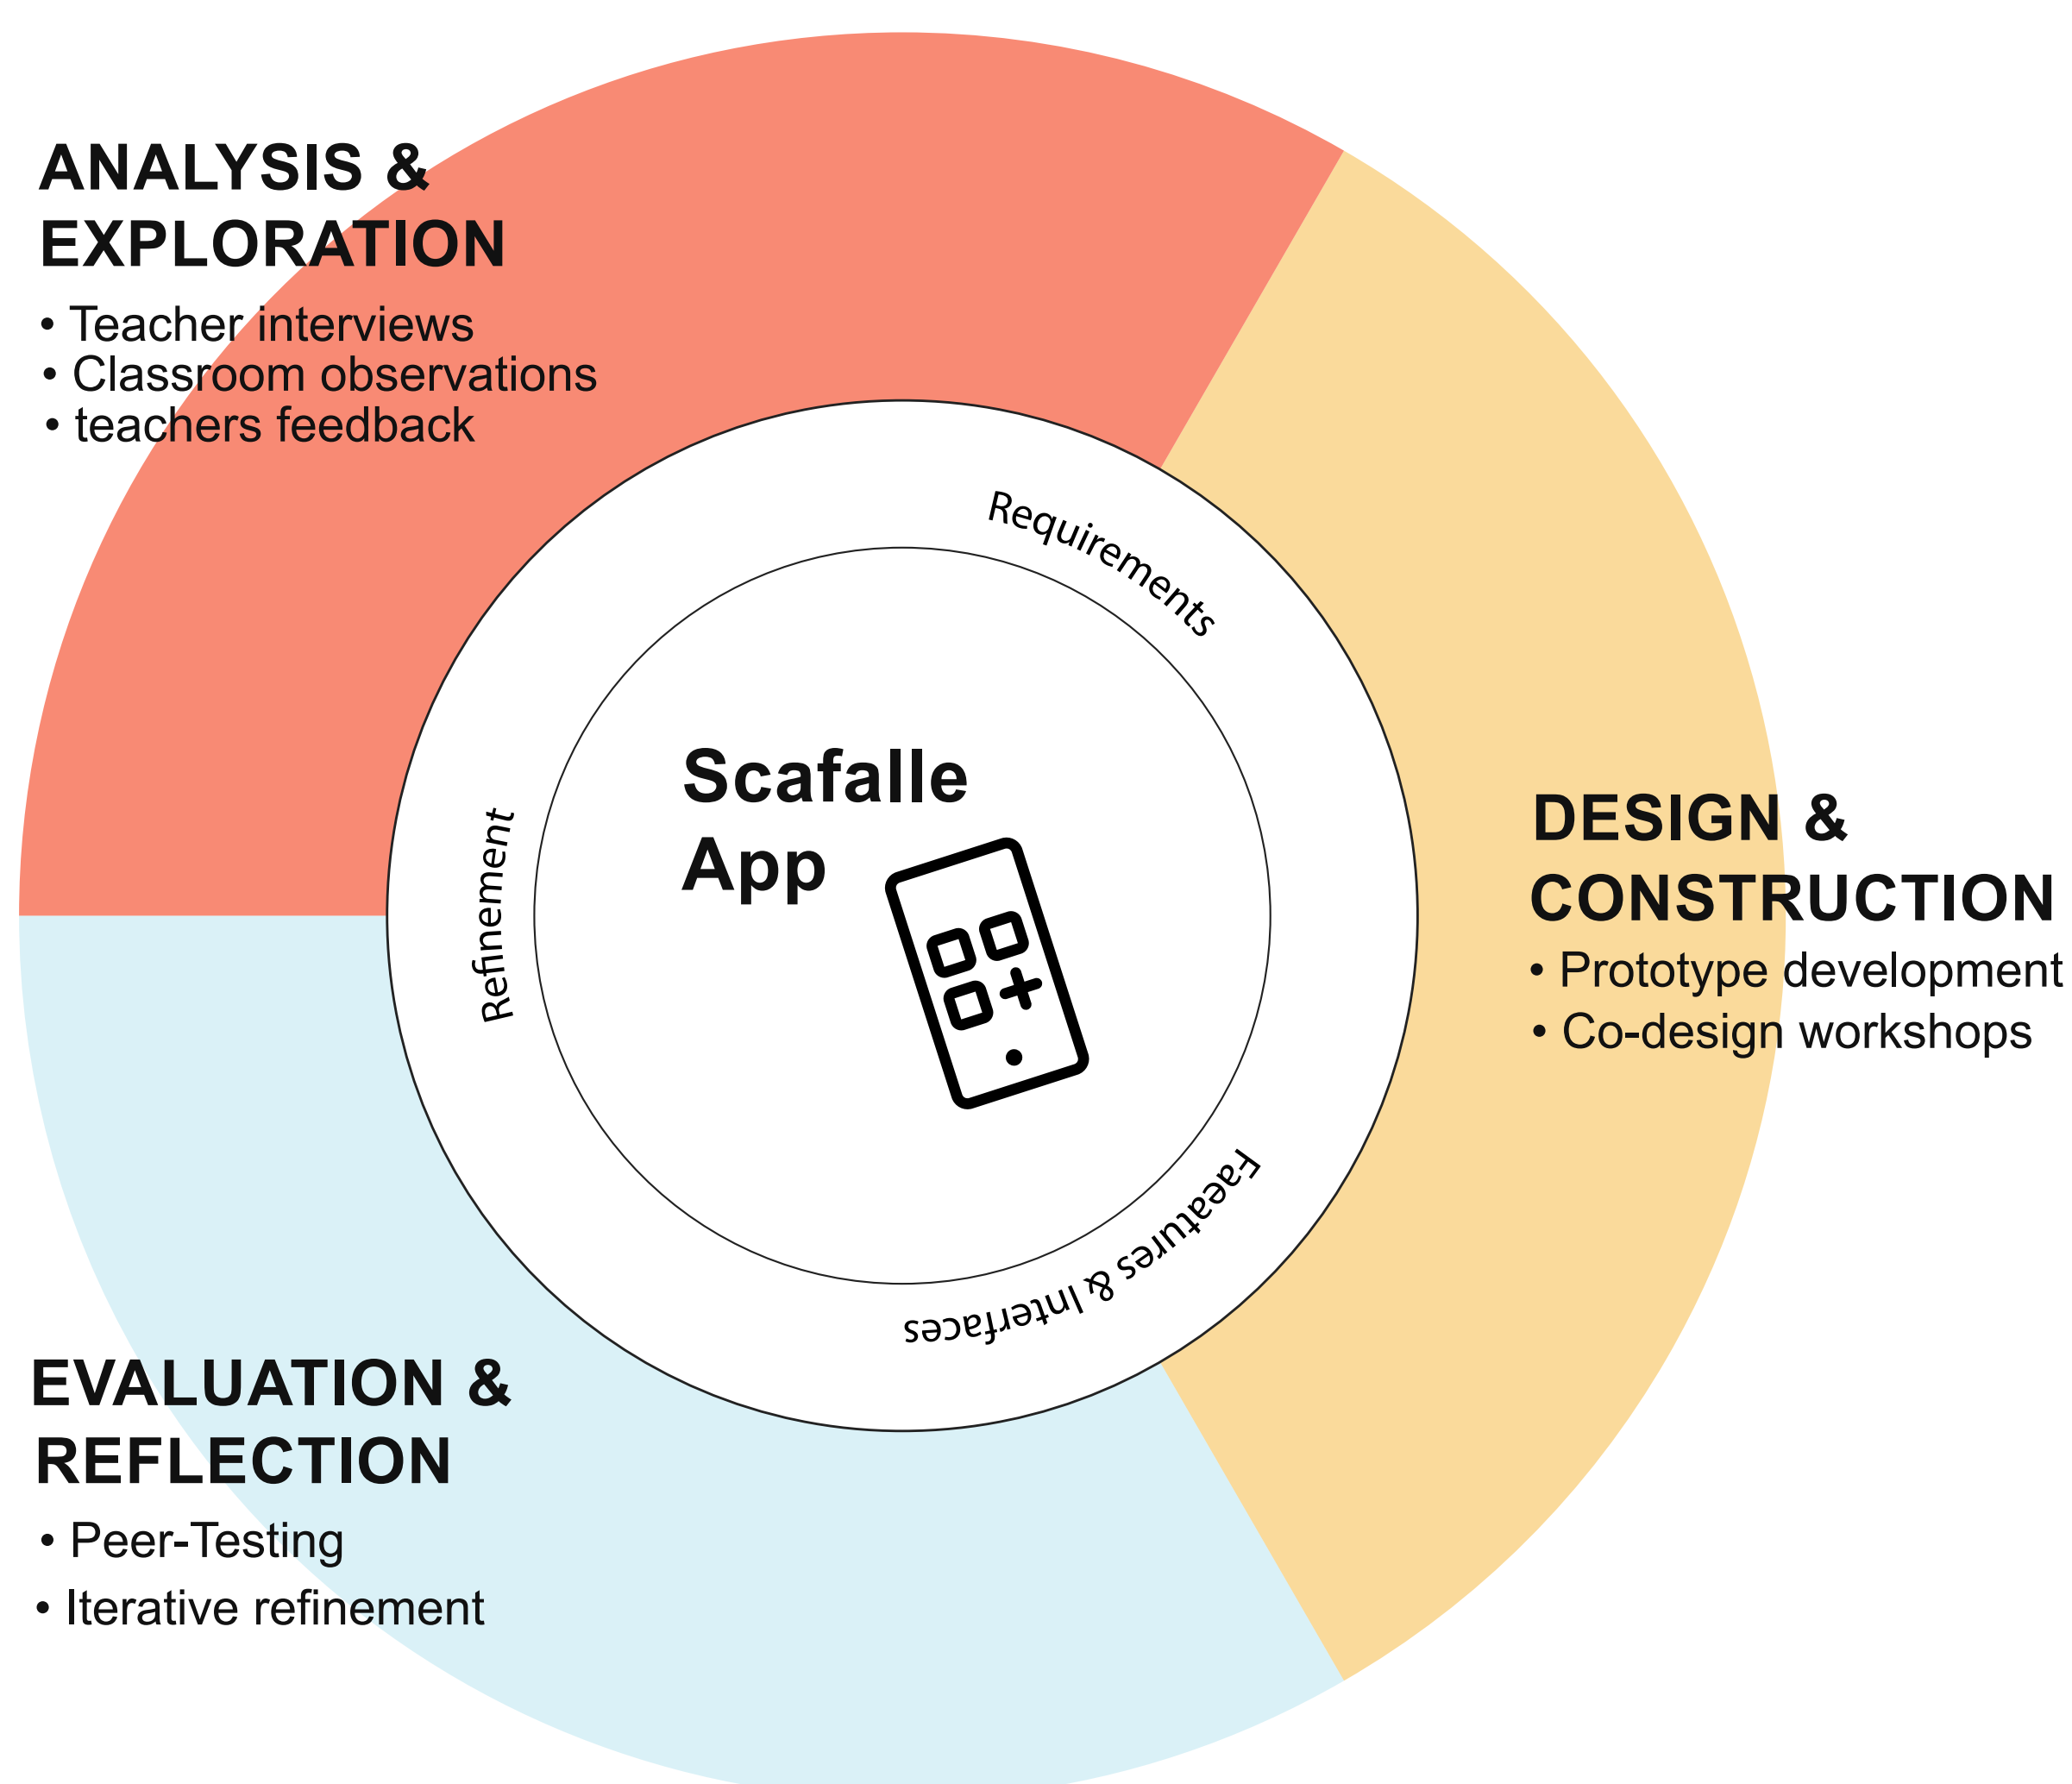 ANALYSIS &
EXPLORATION
• Teacher interviews
• Classroom observations
• teachers feedback
Requirements
Scafalle
App
Refinement
DESIGN &
CONSTRUCTION
• Prototype development
• Co-design workshops
Faetures & Interfaces
EVALUATION &
REFLECTION
• Peer-Testing
• Iterative refinement